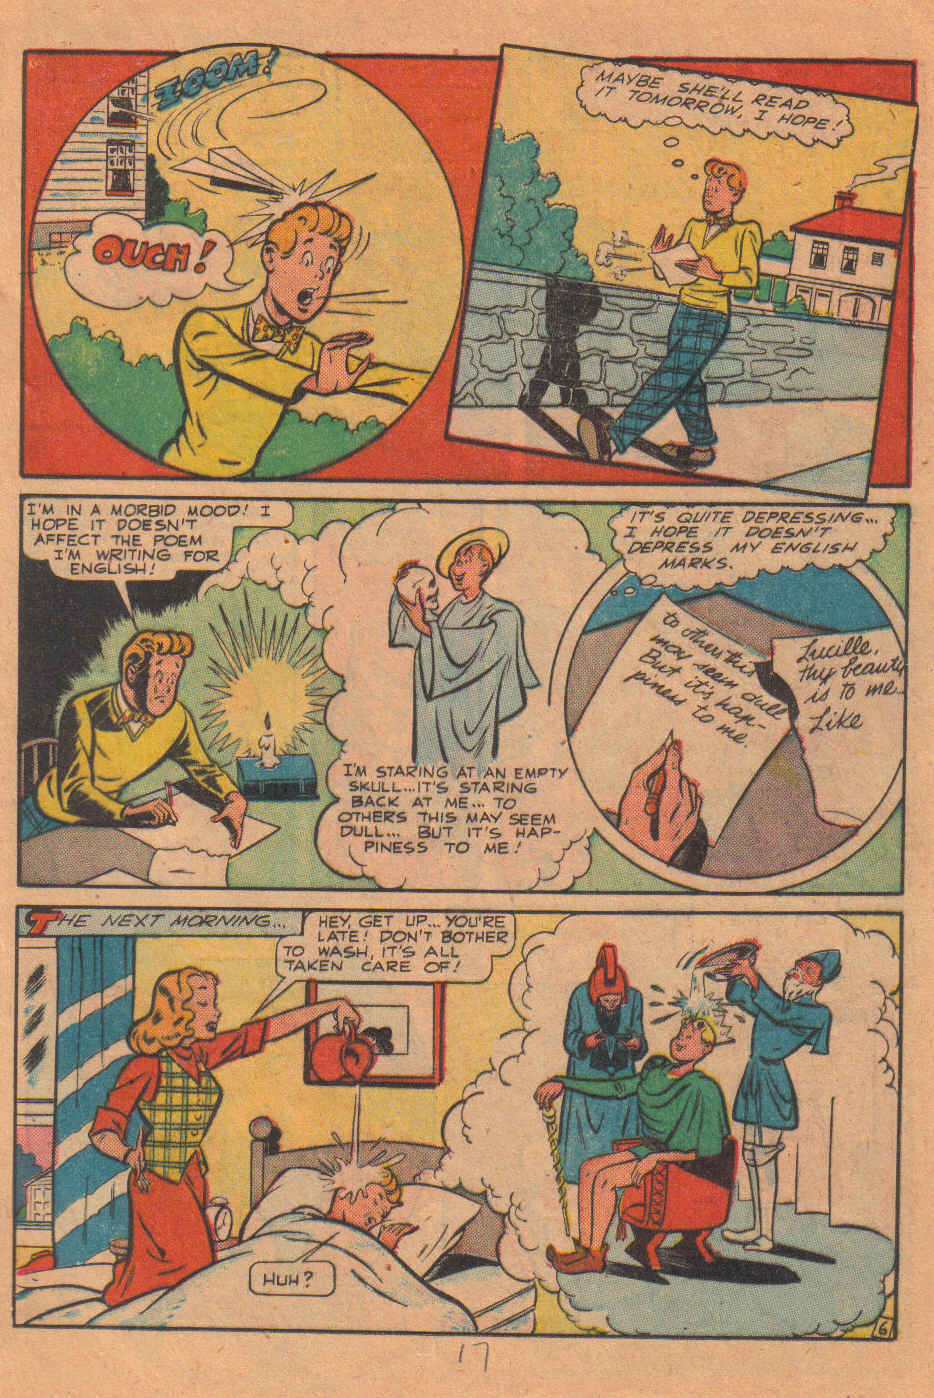 ZOOM!
OUCH!
MAYBE SHE'LL READ
IT TOMORROW, I HOPE!
I'M IN A MORBID MOOD! I
HOPE IT DOESN'T
AFFECT THE POEM
I'M WRITING FOR
ENGLISH!
I'M STARING AT AN EMPTY
SKULL... IT'S STARING
BACK AT ME... TO
OTHERS THIS MAY SEEM
DULL... BUT IT'S HAP-
PINESS TO ME!
IT'S QUITE DEPRESSING...
I HOPE IT DOESN'T
DEPRESS MY ENGLISH
MARKS.
to others this
may seem dull
But it's hap-
piness to me.
Lucille,
thy beauty
is to me...
Like
THE NEXT MORNING...
HEY, GET UP... YOU'RE
LATE! DON'T BOTHER
TO WASH, IT'S ALL
TAKEN CARE OF!
HUH?
6
17